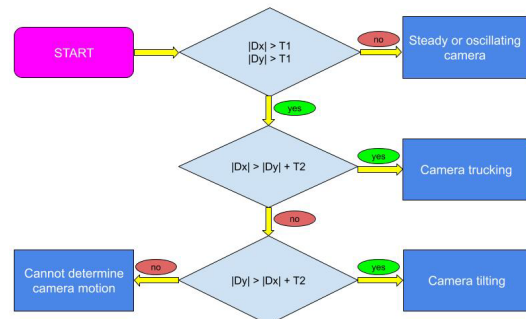 START
|Dx| > T1
|Dy| > T1
no
Steady or oscillating
camera
yes
|Dx| > |Dy| + T2
yes
Camera trucking
no
Cannot determine
camera motion
no
|Dy| > |Dx| + T2
yes
Camera tilting